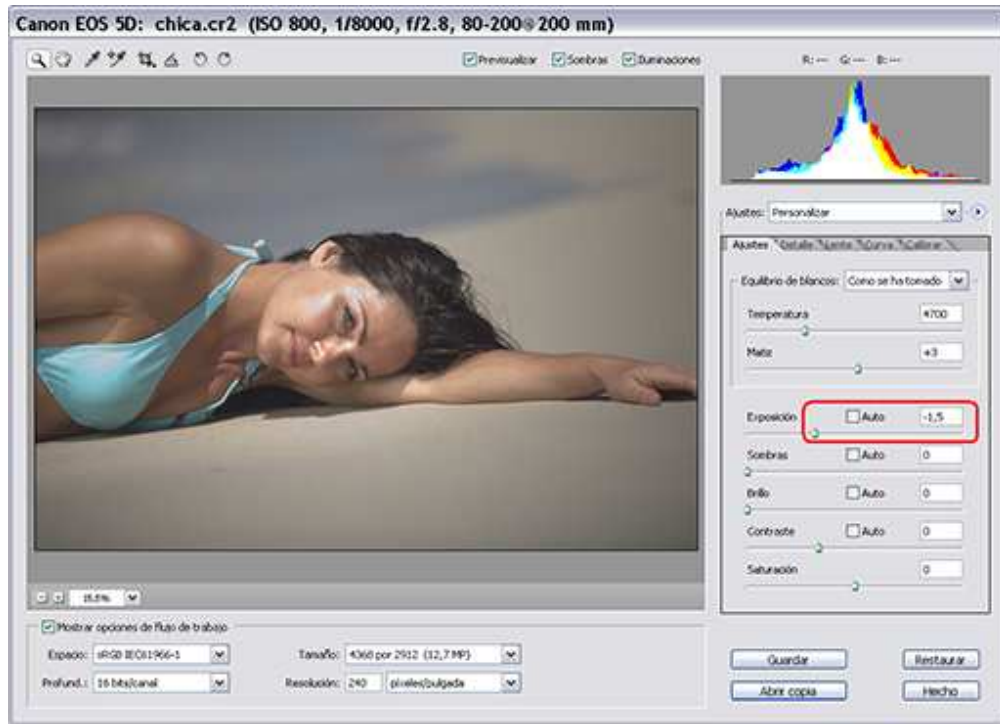 Canon EOS 5D: chica.cr2 (ISO 800, 1/8000, f/2.8, 80-200@200 mm)
Previsualizar
Sombras
Iluminaciones
R: --- G: --- B: ---
Ajustes: Personalizar
Ajustes Detalle Lente Curva Calibrar
Equilibrio de blancos: Como se ha tomado
Temperatura 4700
Matiz +3
Exposición Auto -1,5
Sombras Auto 0
Brillo Auto 0
Contraste Auto 0
Saturación 0
15.5%
Mostrar opciones de flujo de trabajo
Espacio: sRGB IEC61966-1
Tamaño: 4368 por 2912 (12,7 MP)
Profund.: 16 bits/canal
Resolución: 240 píxeles/pulgada
Guardar
Restaurar
Abrir copia
Hecho